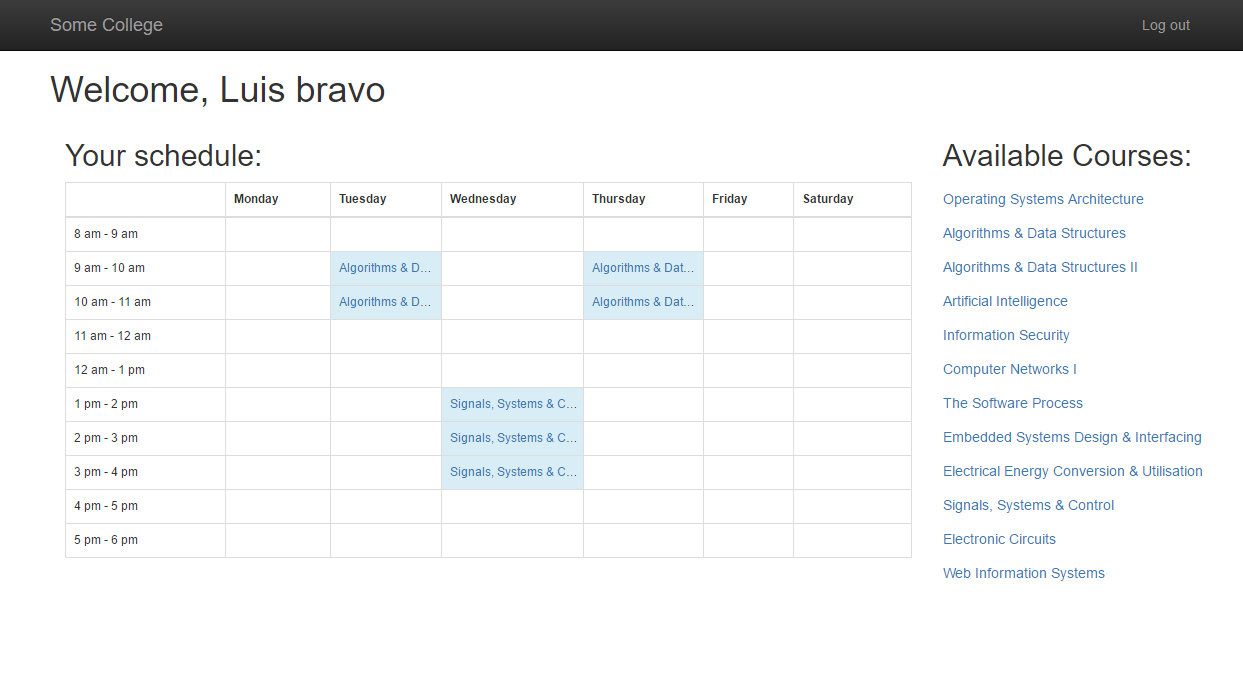 Some College Log out
Welcome, Luis bravo
Your schedule:
Monday Tuesday Wednesday Thursday Friday Saturday
8 am - 9 am
9 am - 10 am Algorithms & D... Algorithms & Dat...
10 am - 11 am Algorithms & D... Algorithms & Dat...
11 am - 12 am
12 am - 1 pm
1 pm - 2 pm Signals, Systems & C...
2 pm - 3 pm Signals, Systems & C...
3 pm - 4 pm Signals, Systems & C...
4 pm - 5 pm
5 pm - 6 pm
Available Courses:
Operating Systems Architecture
Algorithms & Data Structures
Algorithms & Data Structures II
Artificial Intelligence
Information Security
Computer Networks I
The Software Process
Embedded Systems Design & Interfacing
Electrical Energy Conversion & Utilisation
Signals, Systems & Control
Electronic Circuits
Web Information Systems